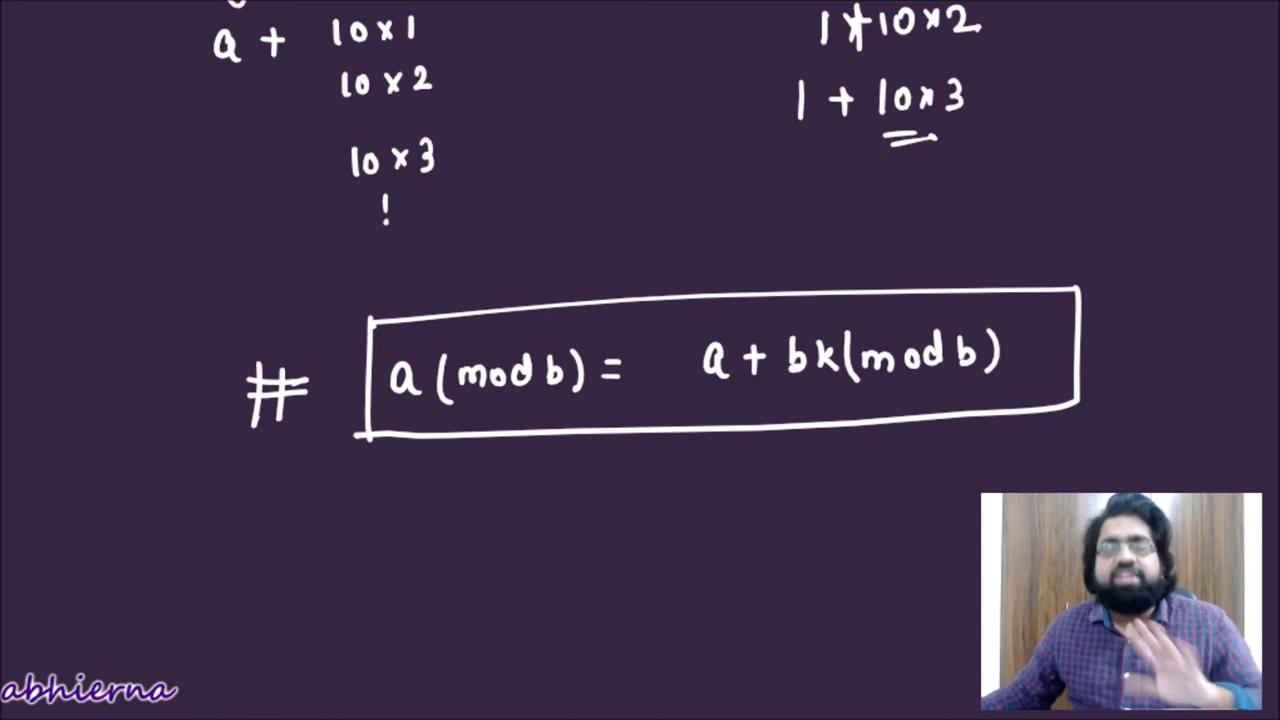 a + 10 x 1
10 x 2
10 x 3
!
1 + 10 x 2
1 + 10 x 3
# a (mod b) = a + bk (mod b)
abhierna